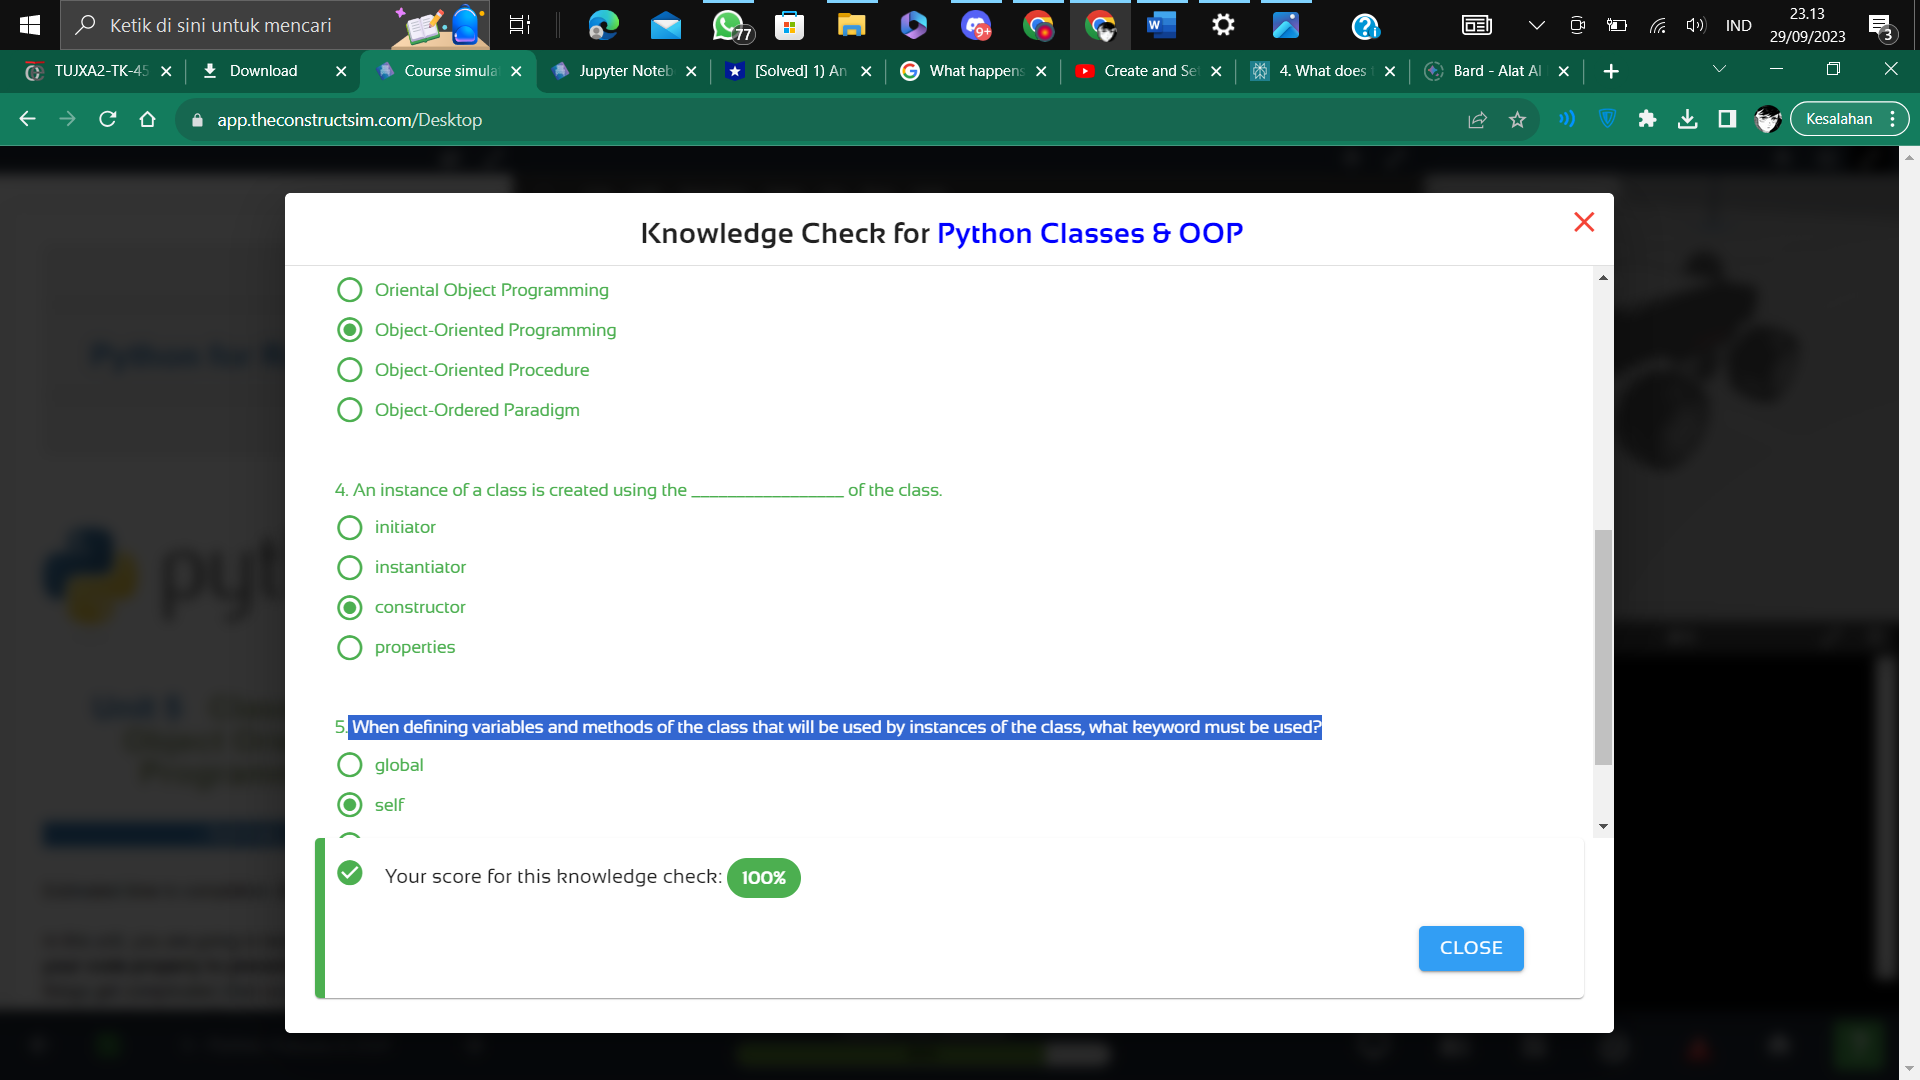 Ketik di sini untuk mencari
77
9+
IND
23.13
29/09/2023
3
TUJXA2-TK-45
Download
Course simula
Jupyter Noteb
[Solved] 1) An
What happens
Create and Se
4. What does
Bard - Alat AI
app.theconstructsim.com/Desktop
Kesalahan
Knowledge Check for Python Classes & OOP
Oriental Object Programming
Object-Oriented Programming
Object-Oriented Procedure
Object-Ordered Paradigm
4. An instance of a class is created using the _________________ of the class.
initiator
instantiator
constructor
properties
5. When defining variables and methods of the class that will be used by instances of the class, what keyword must be used?
global
self
Your score for this knowledge check: 100%
CLOSE